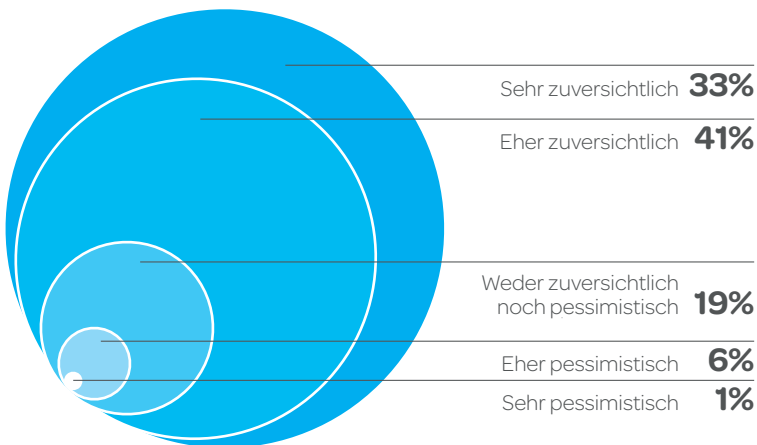 Sehr zuversichtlich 33%
Eher zuversichtlich 41%
Weder zuversichtlich
noch pessimistisch 19%
Eher pessimistisch 6%
Sehr pessimistisch 1%